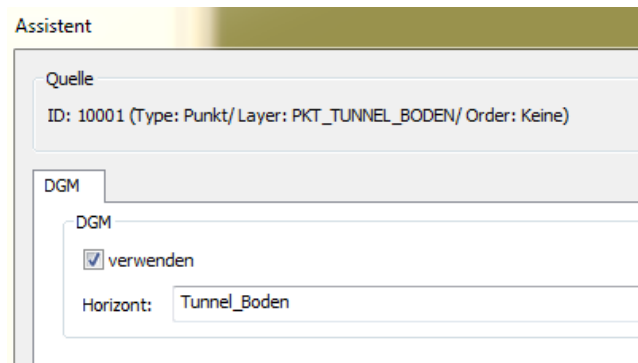 Assistent
Quelle
ID: 10001 (Type: Punkt/ Layer: PKT_TUNNEL_BODEN/ Order: Keine)
DGM
DGM
verwenden
Horizont: Tunnel_Boden